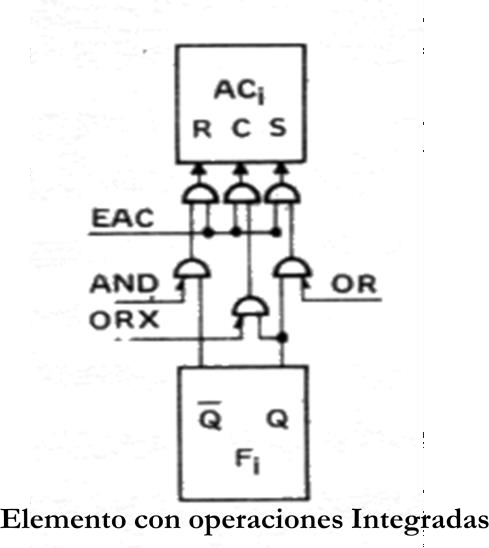 ACi
R C S
EAC
AND
OR
ORX
Q̅ Q
Fi
Elemento con operaciones Integradas